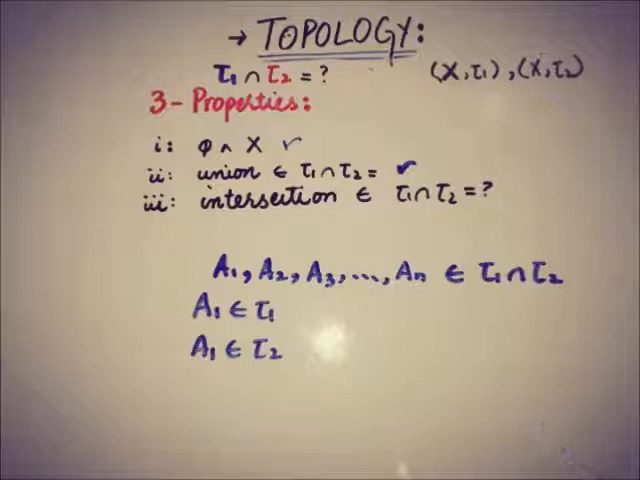 → TOPOLOGY:
τ₁ ∩ τ₂ = ? (X, τ₁), (X, τ₂)
3- Properties:
i: φ ∧ X ✓
ii: union ∈ τ₁ ∩ τ₂ = ✓
iii: intersection ∈ τ₁ ∩ τ₂ = ?
A₁, A₂, A₃, ..., Aₙ ∈ τ₁ ∩ τ₂
A₁ ∈ τ₁
A₁ ∈ τ₂